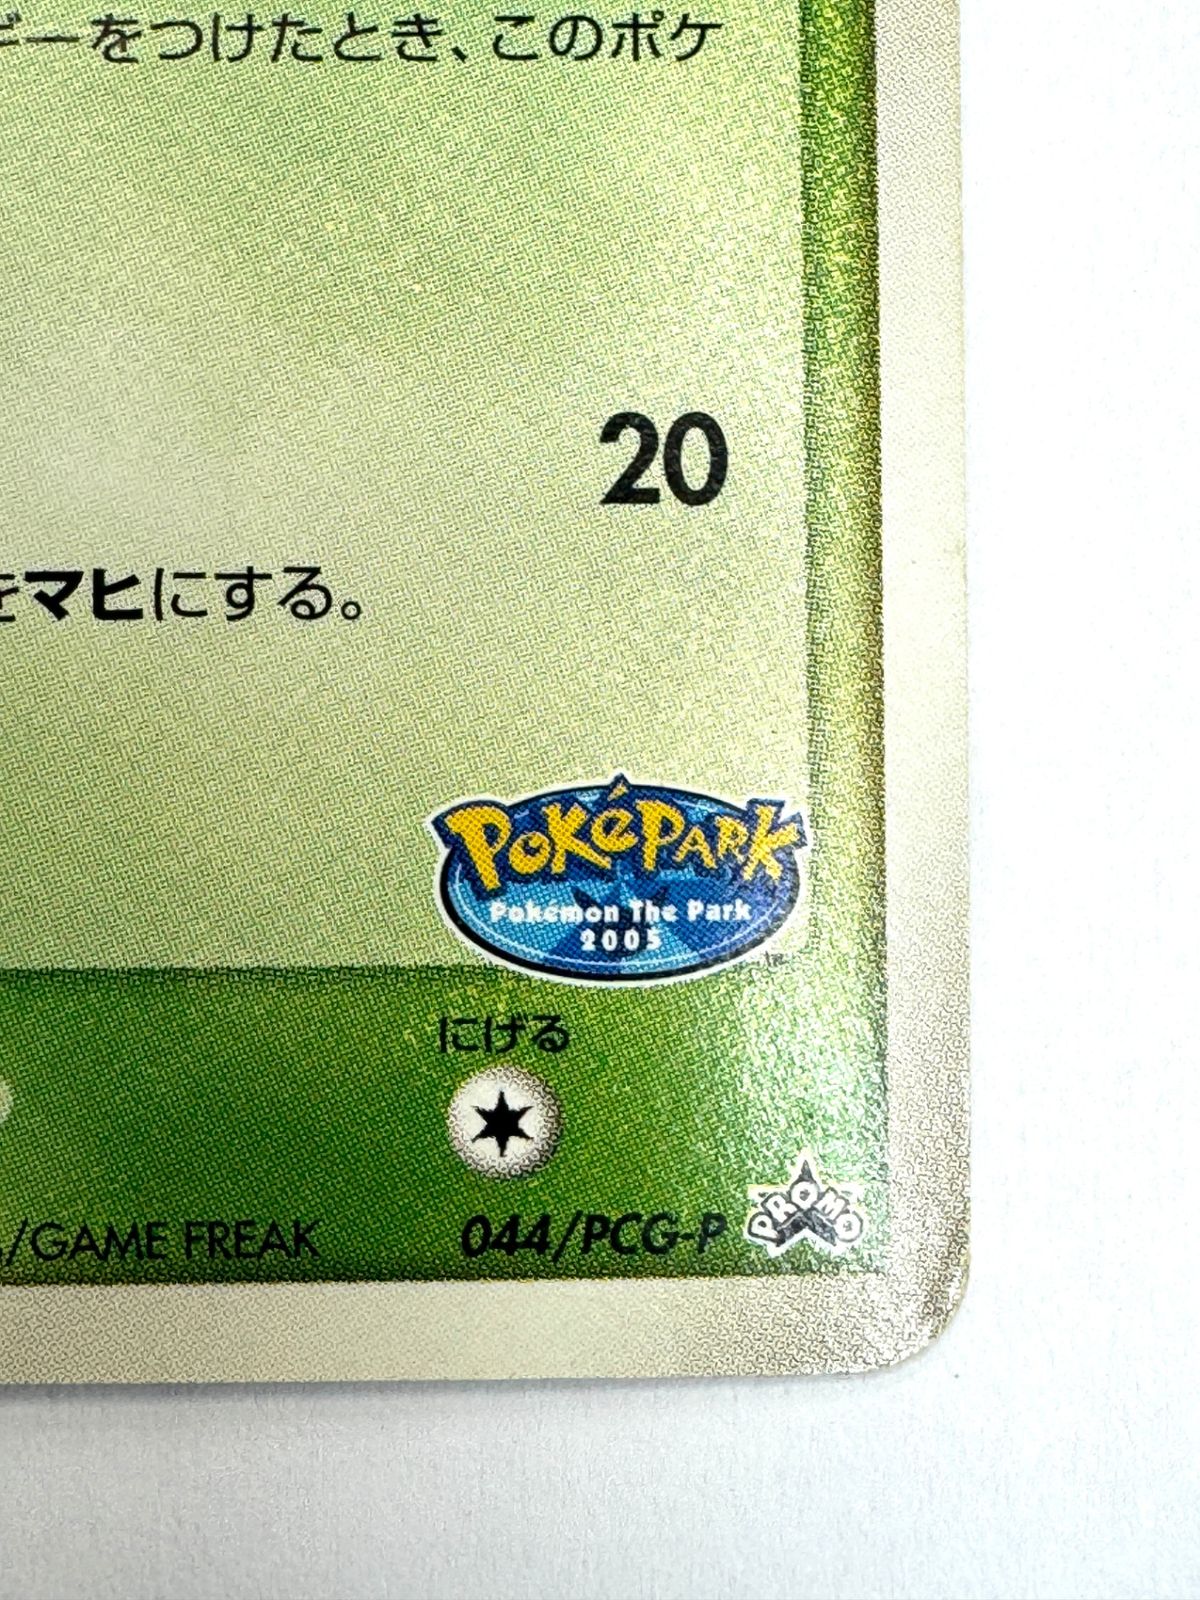 ギーをつけたとき、このポケ
20
をマヒにする。
POKéPARK
Pokémon The Park
2005
TM
にげる
/GAME FREAK 044/PCG-P PROMO